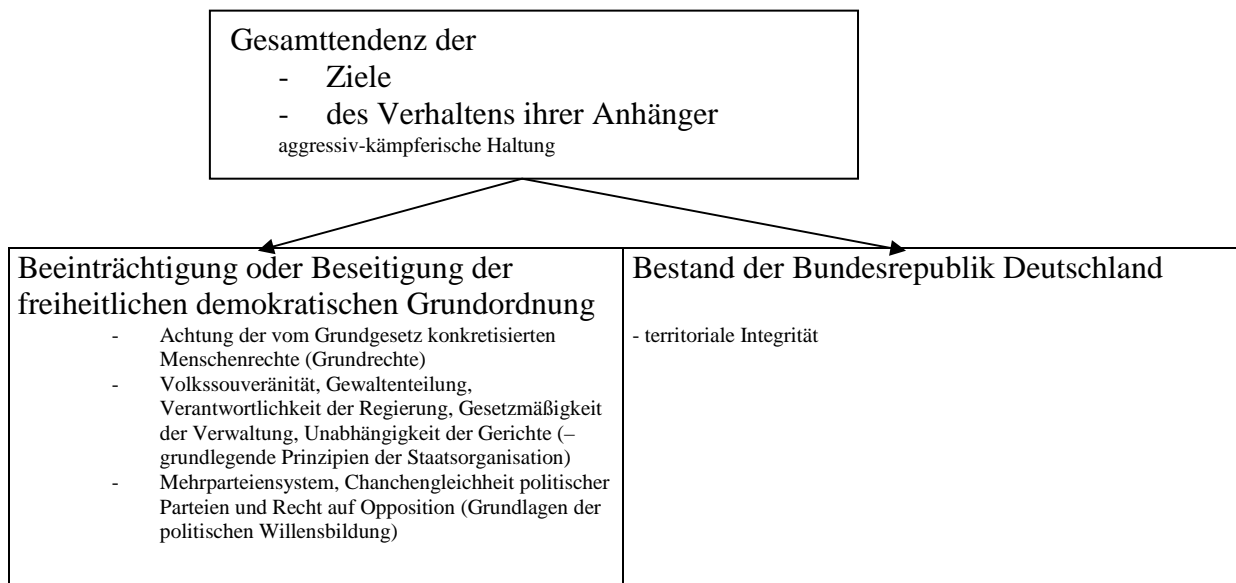 Gesamttendenz der
- Ziele
- des Verhaltens ihrer Anhänger
aggressiv-kämpferische Haltung
Beeinträchtigung oder Beseitigung der
freiheitlichen demokratischen Grundordnung
- Achtung der vom Grundgesetz konkretisierten
Menschenrechte (Grundrechte)
- Volkssouveränität, Gewaltenteilung,
Verantwortlichkeit der Regierung, Gesetzmäßigkeit
der Verwaltung, Unabhängigkeit der Gerichte (–
grundlegende Prinzipien der Staatsorganisation)
- Mehrparteiensystem, Chanchengleichheit politischer
Parteien und Recht auf Opposition (Grundlagen der
politischen Willensbildung)
Bestand der Bundesrepublik Deutschland
- territoriale Integrität